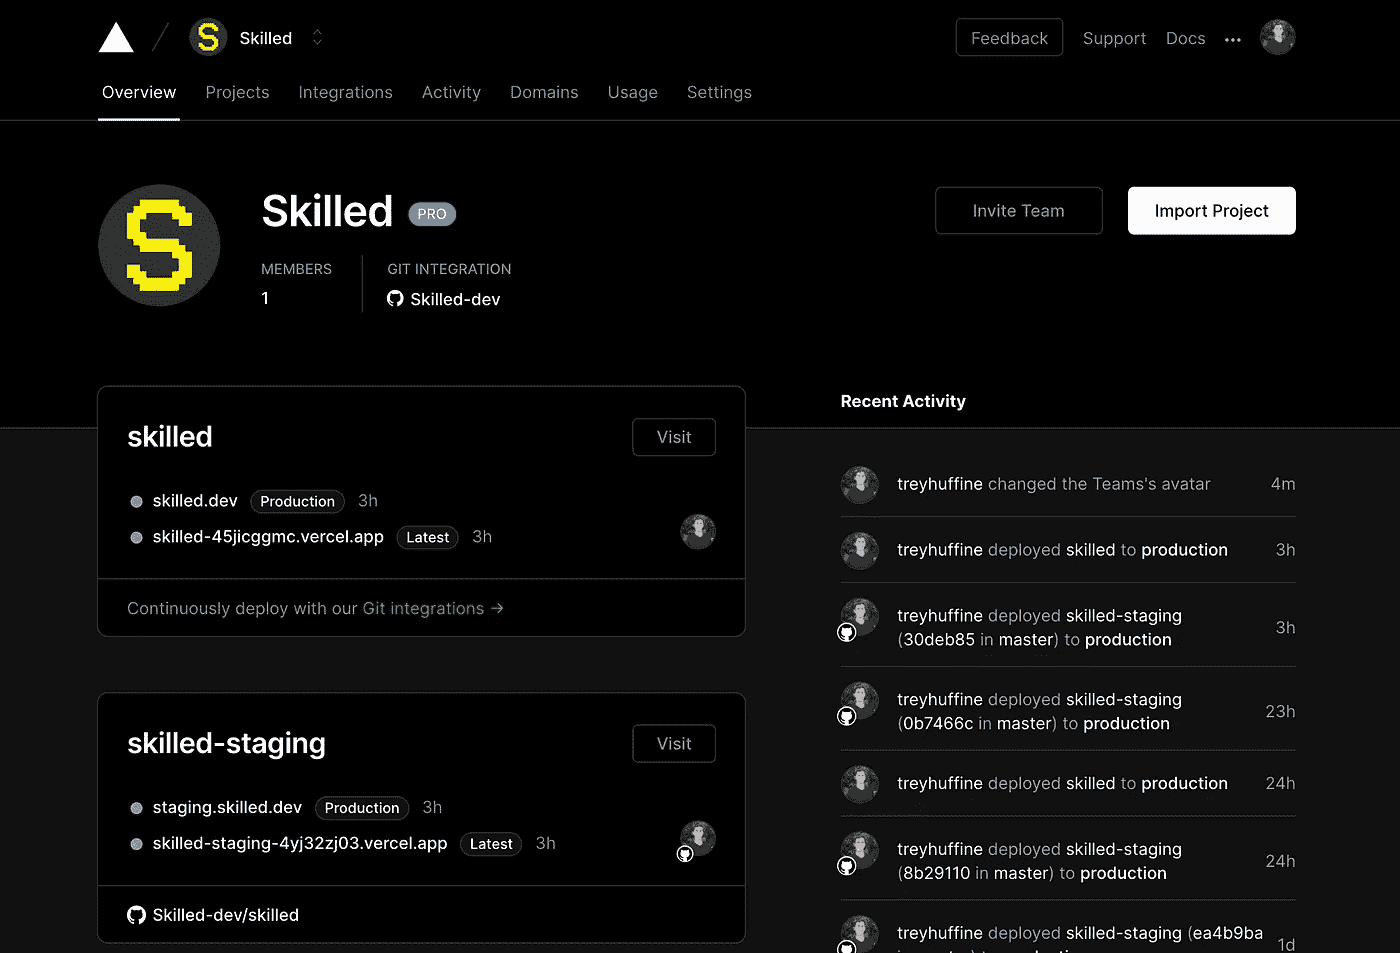 S Skilled
Feedback Support Docs
Overview Projects Integrations Activity Domains Usage Settings
S
Skilled PRO
Invite Team
Import Project
MEMBERS
1
GIT INTEGRATION
Skilled-dev
skilled
Visit
skilled.dev Production 3h
skilled-45jicggmc.vercel.app Latest 3h
Continuously deploy with our Git integrations →
skilled-staging
Visit
staging.skilled.dev Production 3h
skilled-staging-4yj32zj03.vercel.app Latest 3h
Skilled-dev/skilled
Recent Activity
treyhuffine changed the Teams's avatar 4m
treyhuffine deployed skilled to production 3h
treyhuffine deployed skilled-staging
(30deb85 in master) to production 3h
treyhuffine deployed skilled-staging
(0b7466c in master) to production 23h
treyhuffine deployed skilled to production 24h
treyhuffine deployed skilled-staging
(8b29110 in master) to production 24h
treyhuffine deployed skilled-staging (ea4b9ba
1d